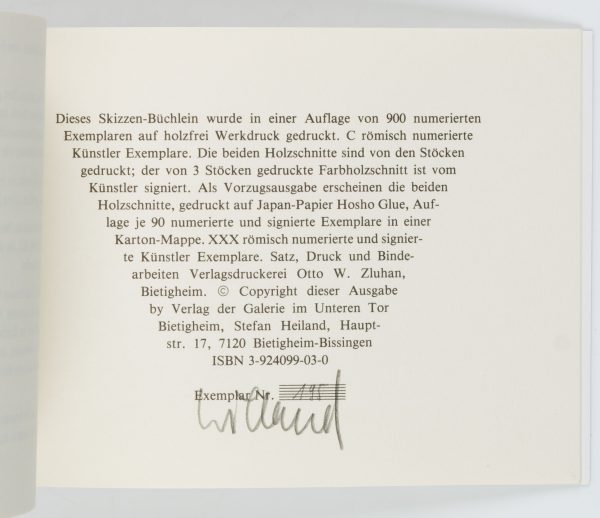 Dieses Skizzen-Büchlein wurde in einer Auflage von 900 numerierten
Exemplaren auf holzfrei Werkdruck gedruckt. C römisch numerierte
Künstler Exemplare. Die beiden Holzschnitte sind von den Stöcken
gedruckt; der von 3 Stöcken gedruckte Farbholzschnitt ist vom
Künstler signiert. Als Vorzugsausgabe erscheinen die beiden
Holzschnitte, gedruckt auf Japan-Papier Hosho Glue, Auf-
lage je 90 numerierte und signierte Exemplare in einer
Karton-Mappe. XXX römisch numerierte und signier-
te Künstler Exemplare. Satz, Druck und Binde-
arbeiten Verlagsdruckerei Otto W. Zluhan,
Bietigheim. © Copyright dieser Ausgabe
by Verlag der Galerie im Unteren Tor
Bietigheim, Stefan Heiland, Haupt-
str. 17, 7120 Bietigheim-Bissingen
ISBN 3-924099-03-0
Exemplar Nr. 195